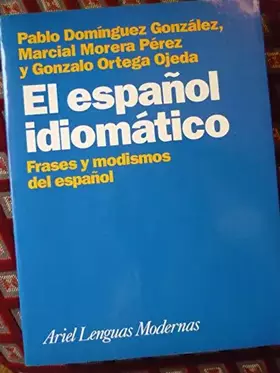 Pablo Domínguez González,
Marcial Morera Pérez
y Gonzalo Ortega Ojeda
El español
idiomático
Frases y modismos
del español
Ariel Lenguas Modernas